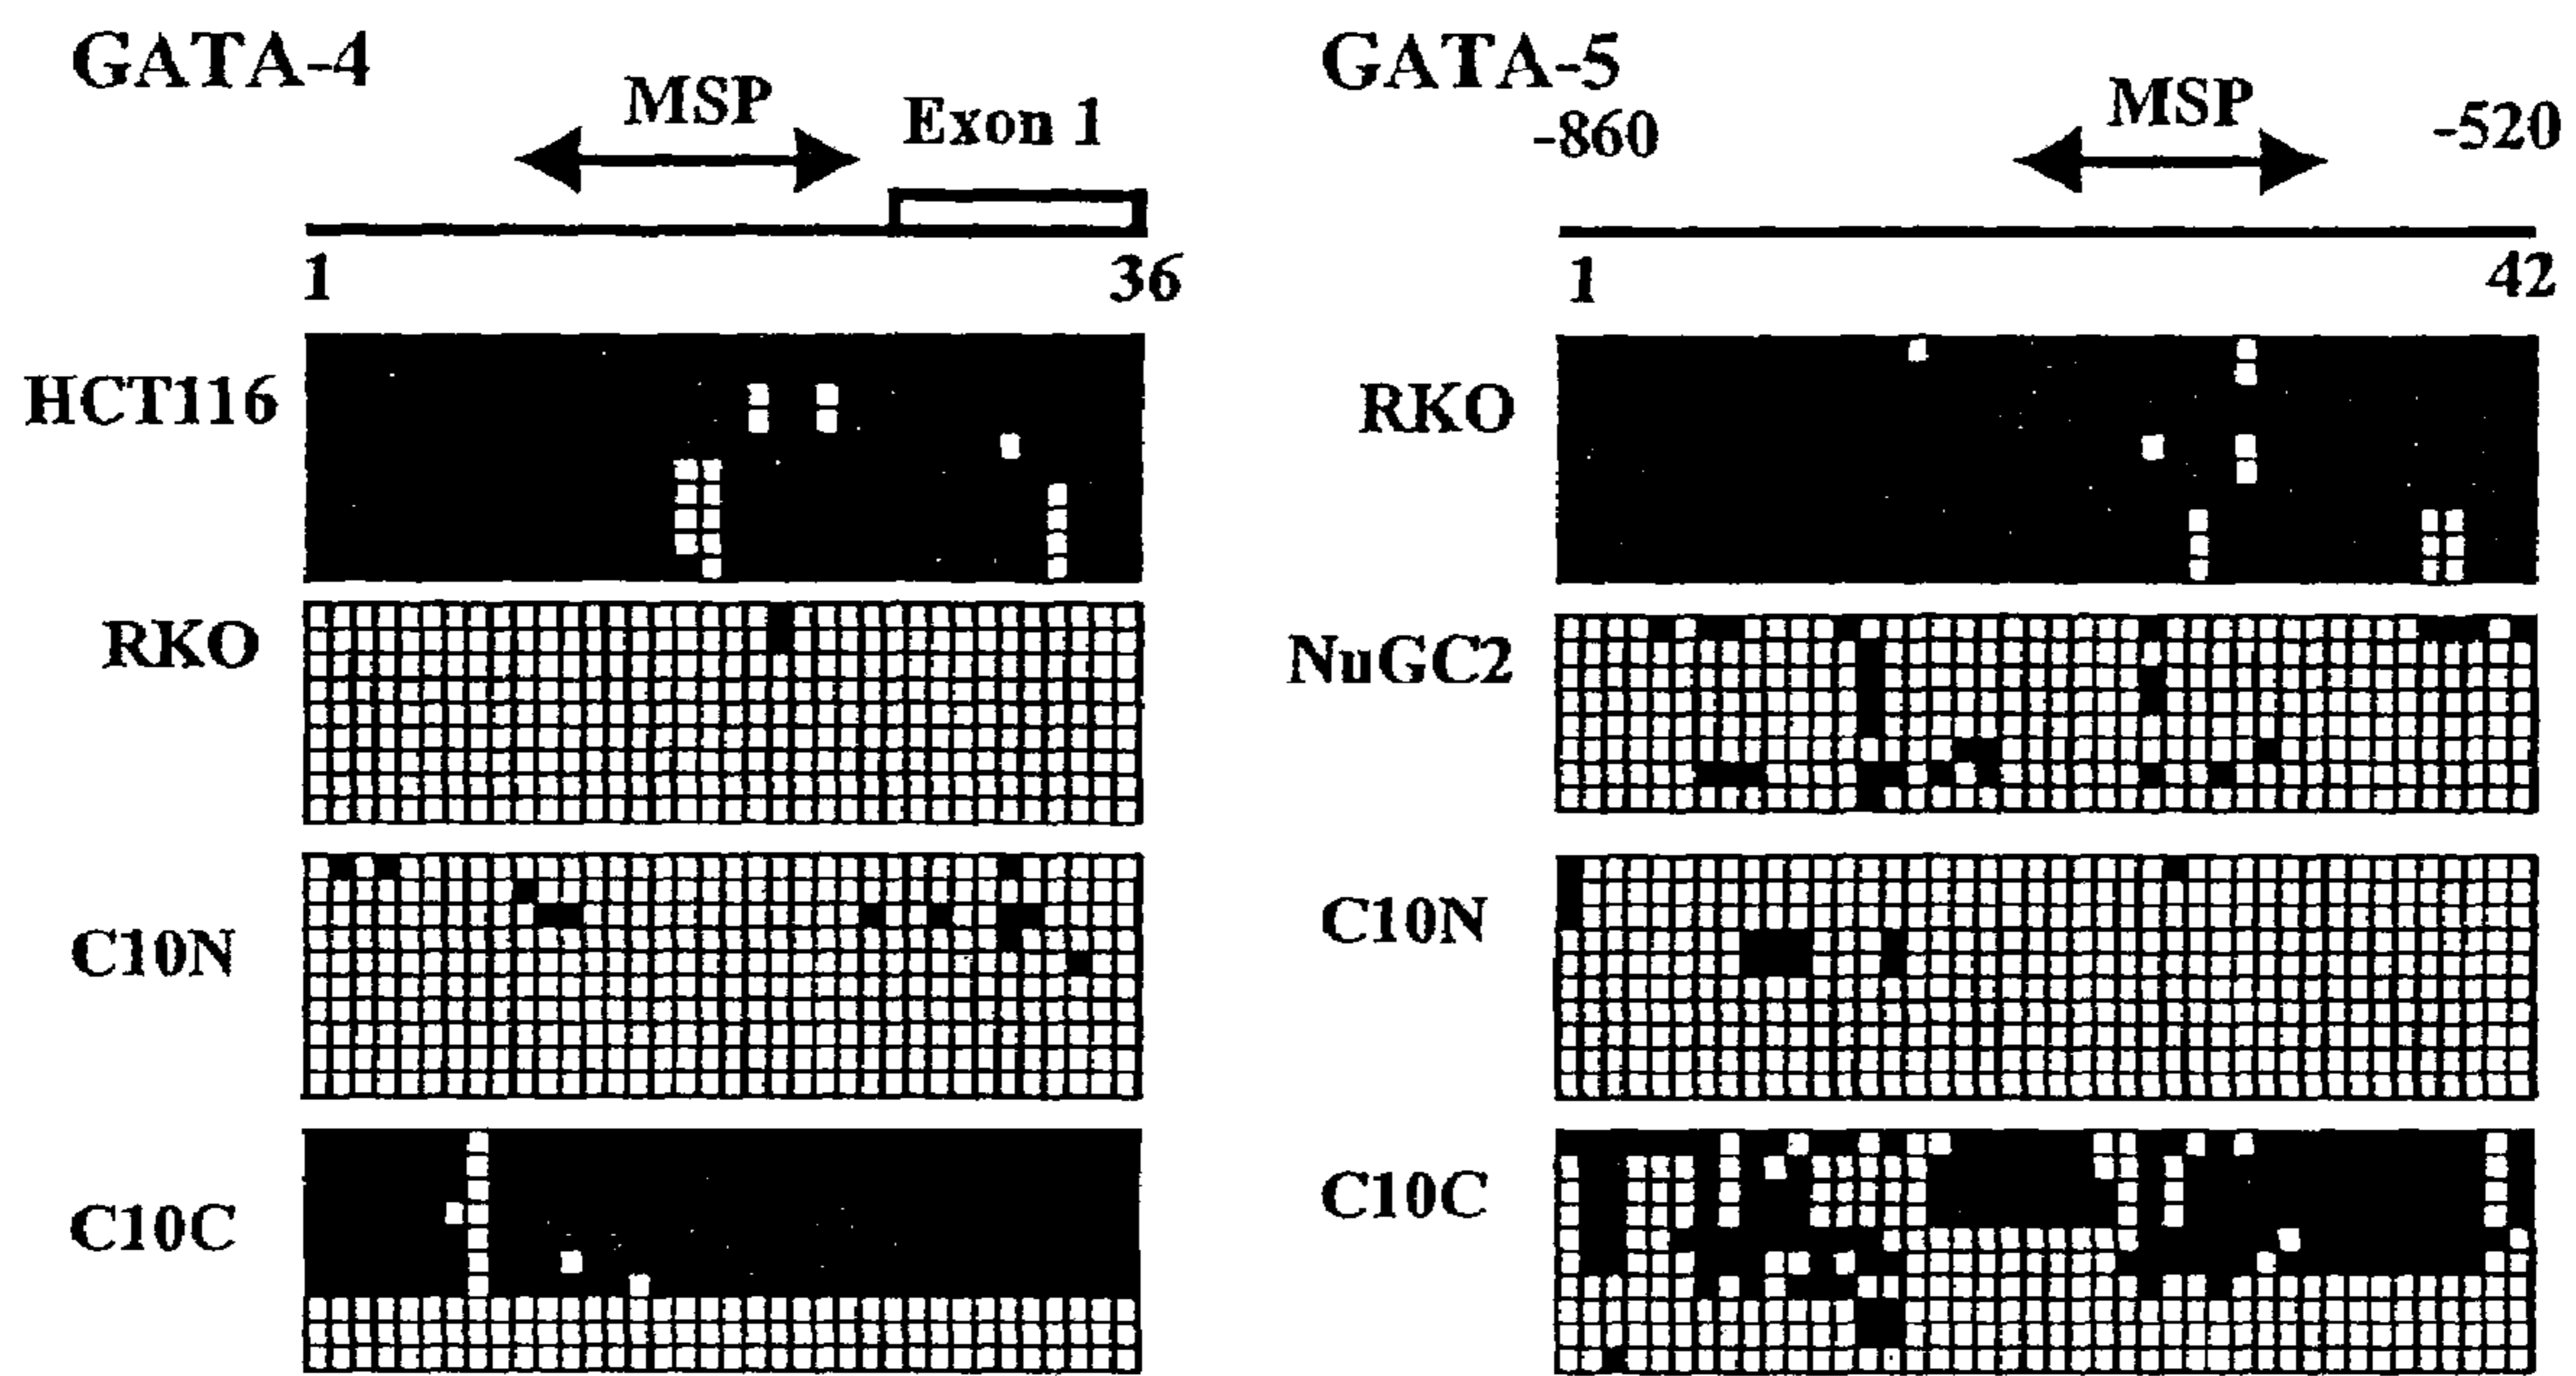 GATA-4
MSP
Exon 1
1
36
HCT116
RKO
C10N
C10C
GATA-5
-860
MSP
-520
1
42
RKO
NuGC2
C10N
C10C